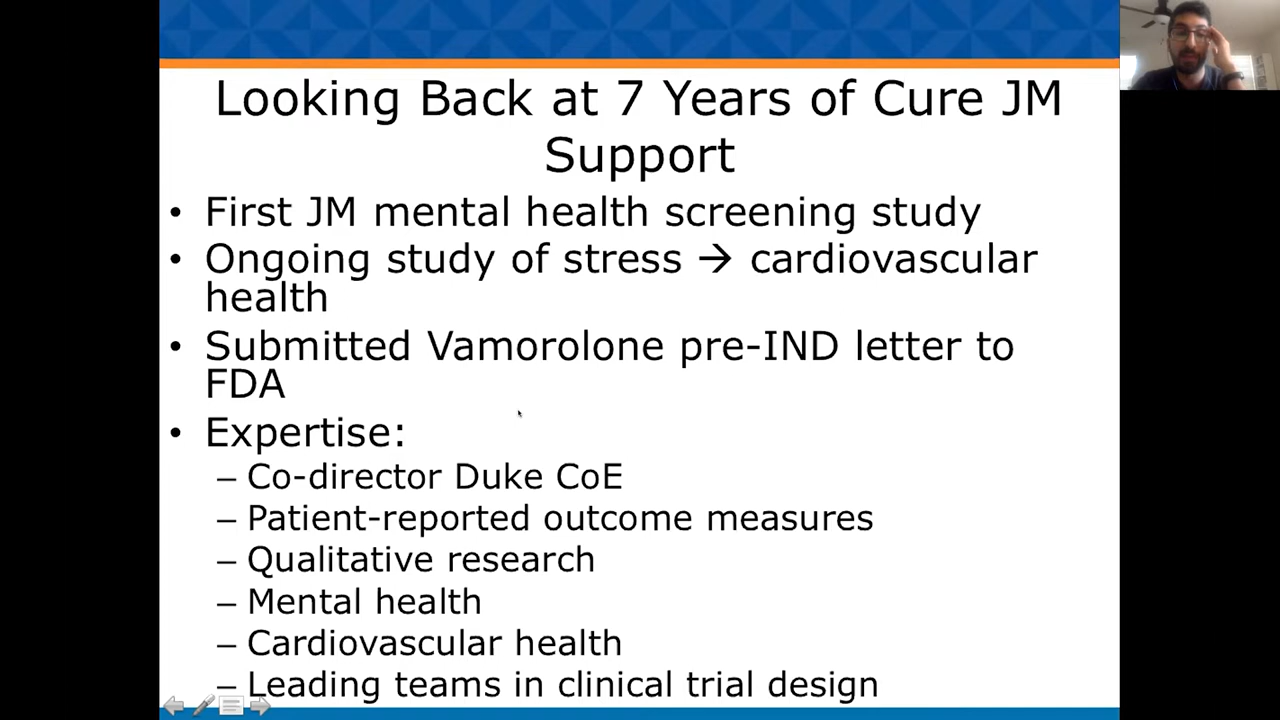 Looking Back at 7 Years of Cure JM
Support
• First JM mental health screening study
• Ongoing study of stress → cardiovascular
health
• Submitted Vamorolone pre-IND letter to
FDA
• Expertise:
– Co-director Duke CoE
– Patient-reported outcome measures
– Qualitative research
– Mental health
– Cardiovascular health
– Leading teams in clinical trial design